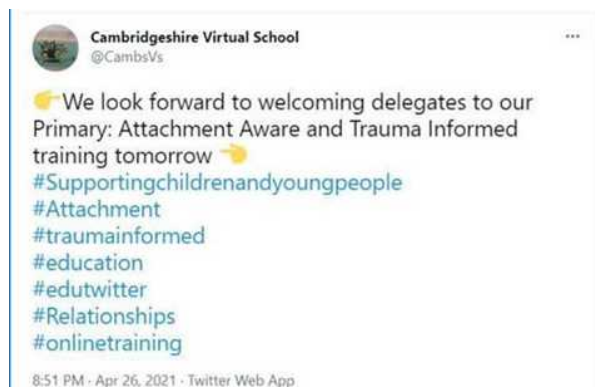 Cambridgeshire Virtual School
@CambsVs
👉We look forward to welcoming delegates to our
Primary: Attachment Aware and Trauma Informed
training tomorrow 👈
#Supportingchildrenandyoungpeople
#Attachment
#traumainformed
#education
#edutwitter
#Relationships
#onlinetraining
8:51 PM · Apr 26, 2021 · Twitter Web App